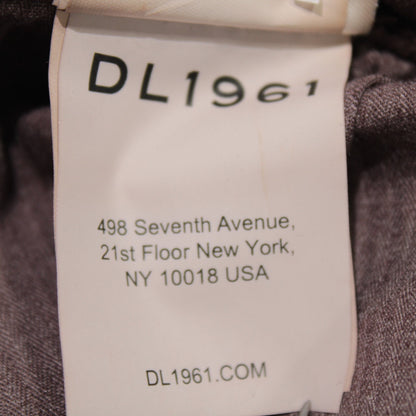 DL1961
498 Seventh Avenue,
21st Floor New York,
NY 10018 USA
DL1961.COM